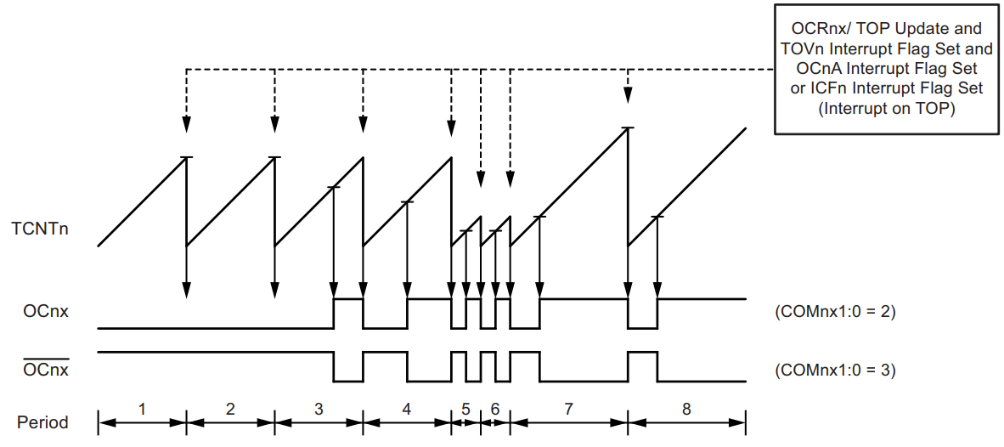 OCRnx/ TOP Update and
TOVn Interrupt Flag Set and
OCnA Interrupt Flag Set
or ICFn Interrupt Flag Set
(Interrupt on TOP)
TCNTn
OCnx
(COMnx1:0 = 2)
OCnx
(COMnx1:0 = 3)
Period
1 2 3 4 5 6 7 8